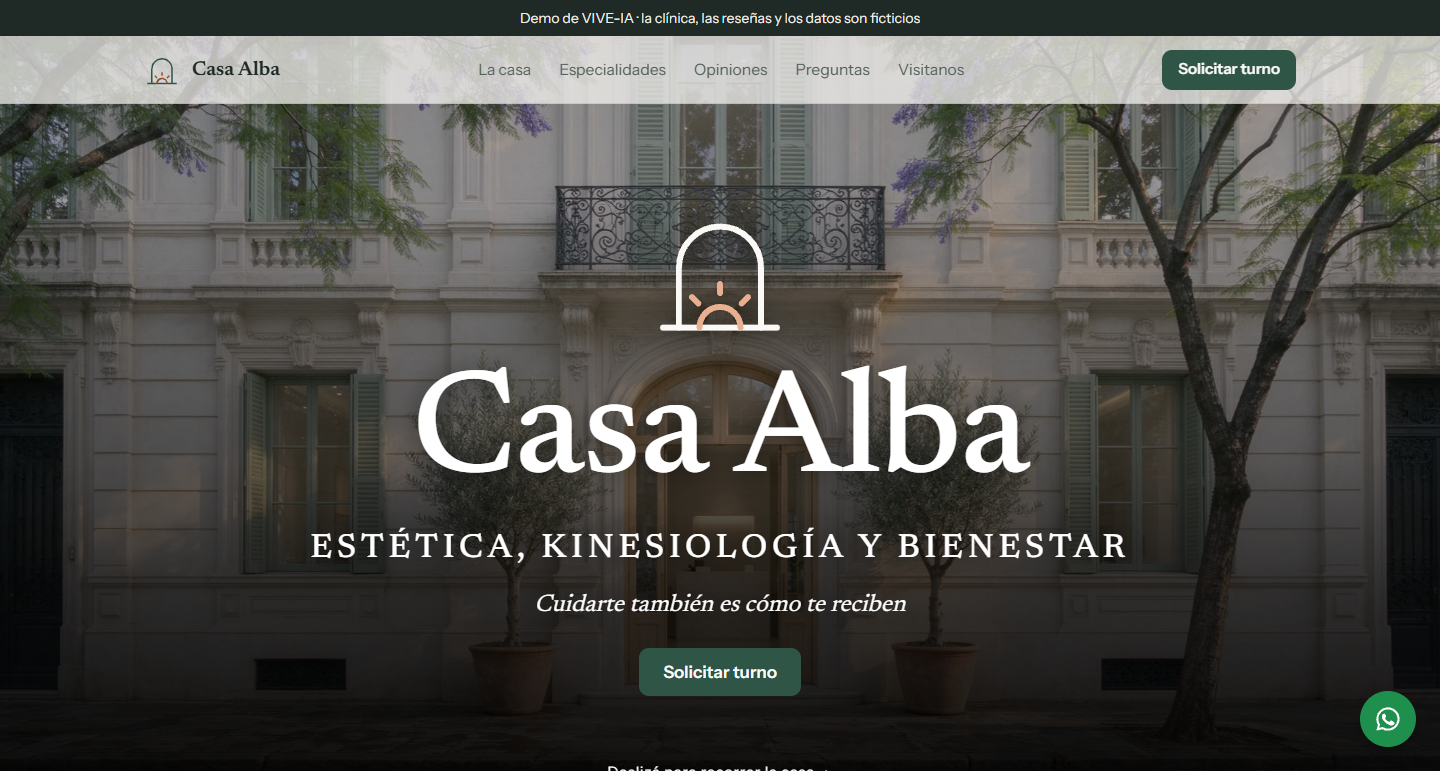 Demo de VIVE-IA · la clínica, las reseñas y los datos son ficticios
Casa Alba
La casa
Especialidades
Opiniones
Preguntas
Visitanos
Solicitar turno
Casa Alba
ESTÉTICA, KINESIOLOGÍA Y BIENESTAR
Cuidarte también es cómo te reciben
Solicitar turno